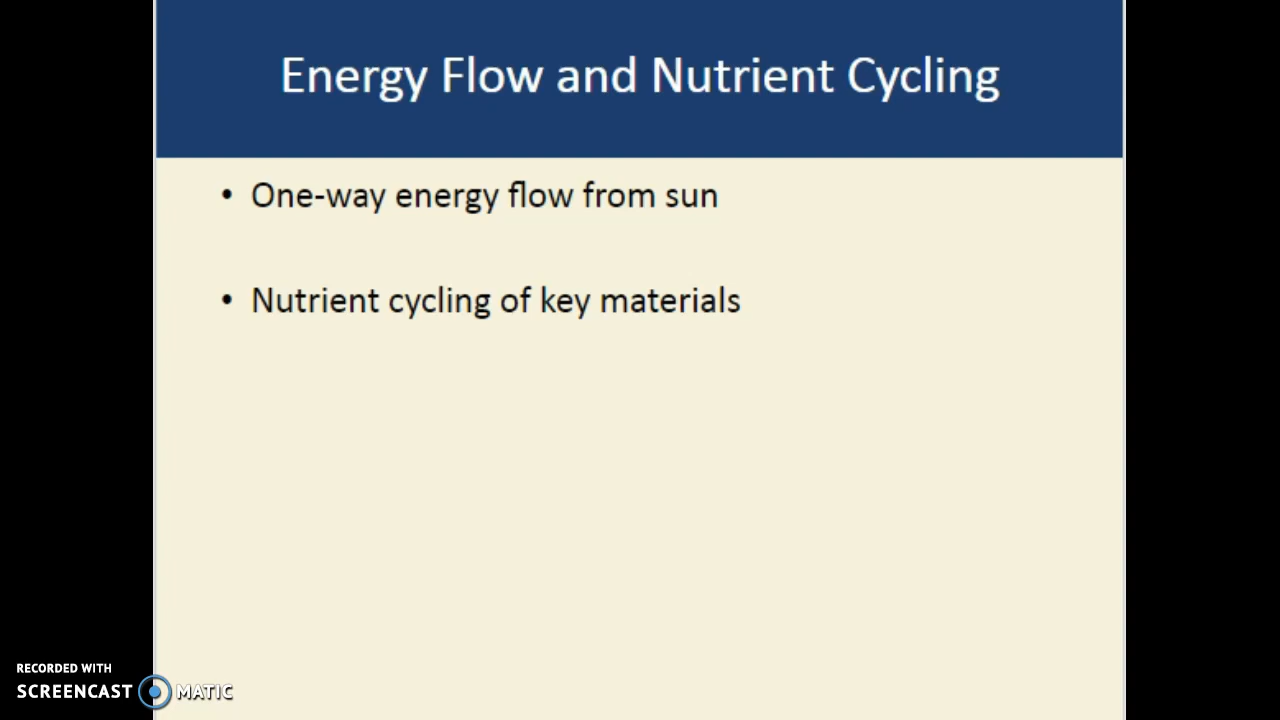 Energy Flow and Nutrient Cycling
• One-way energy flow from sun
• Nutrient cycling of key materials
RECORDED WITH
SCREENCAST MATIC